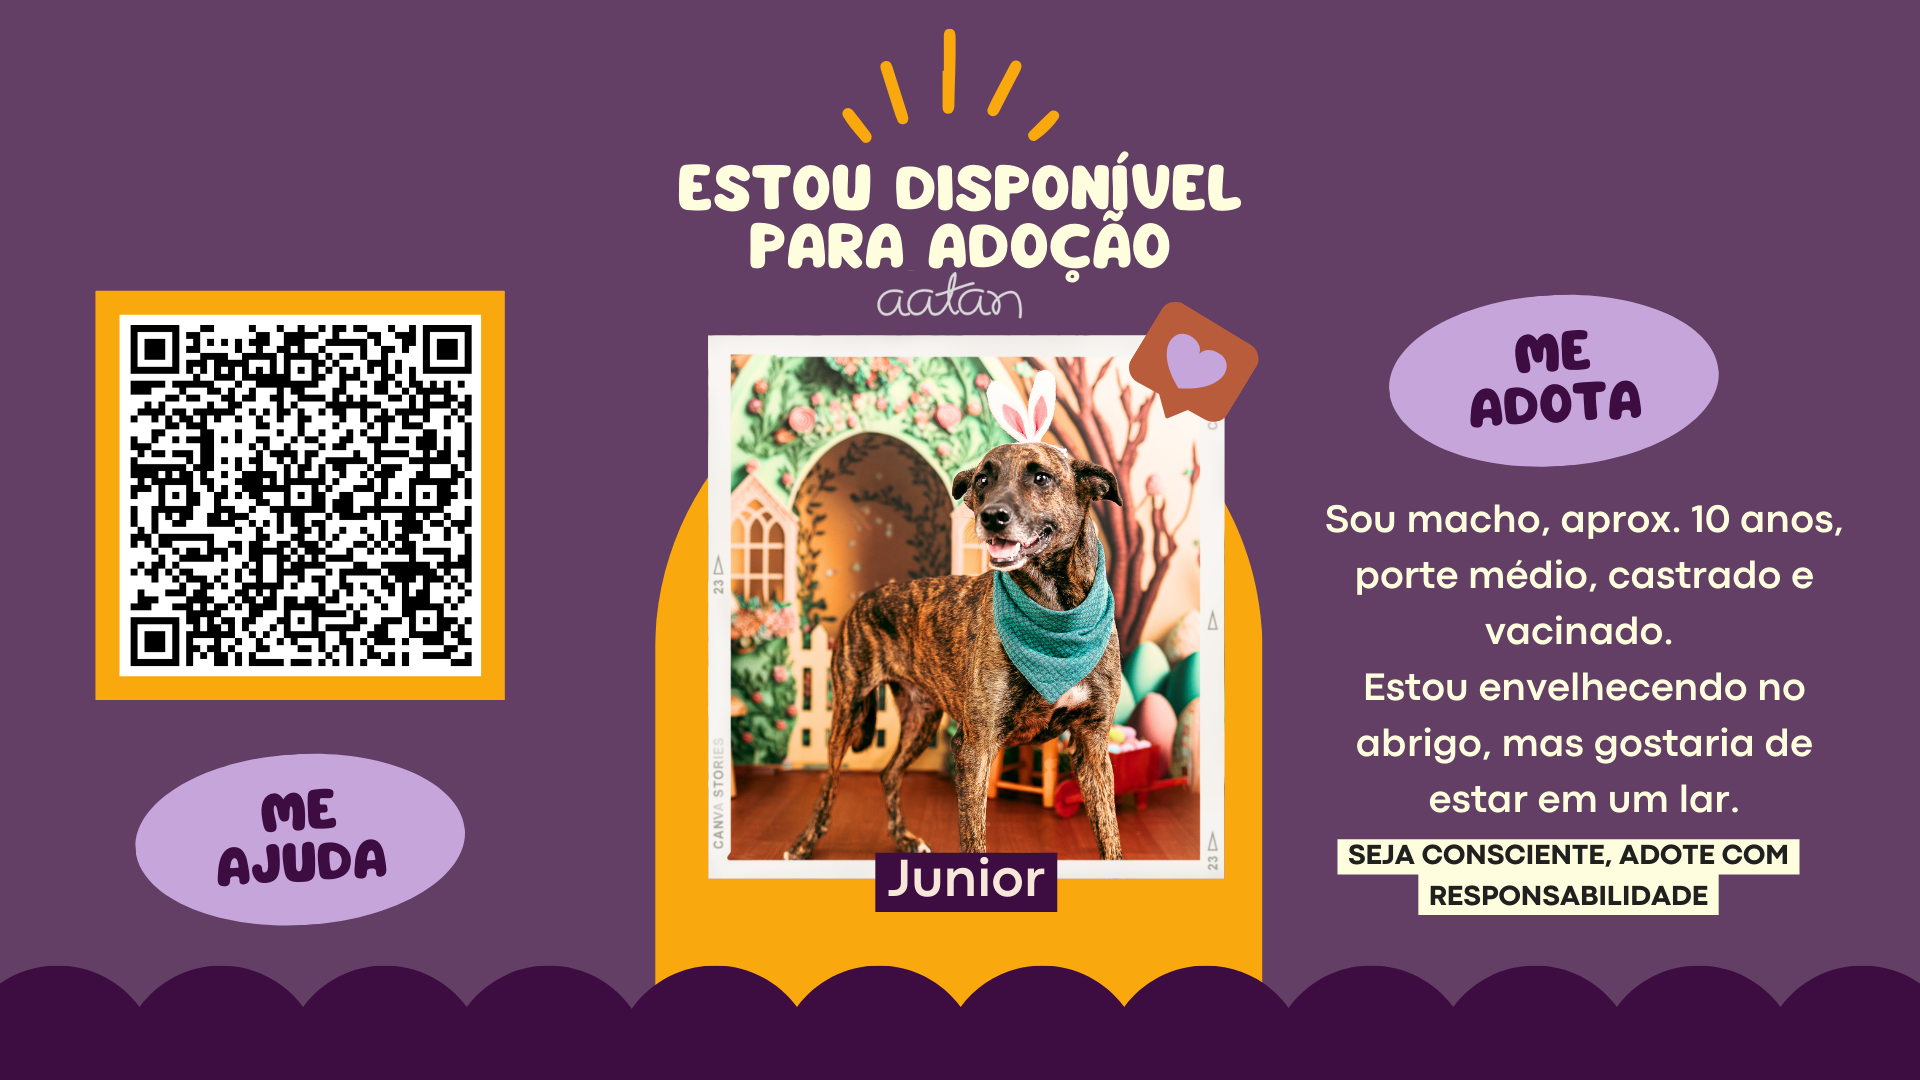 ESTOU DISPONÍVEL
PARA ADOÇÃO
aatan
ME
AJUDA
23
CANVA STORIES
23
Junior
ME
ADOTA
Sou macho, aprox. 10 anos,
porte médio, castrado e
vacinado.
Estou envelhecendo no
abrigo, mas gostaria de
estar em um lar.
SEJA CONSCIENTE, ADOTE COM
RESPONSABILIDADE